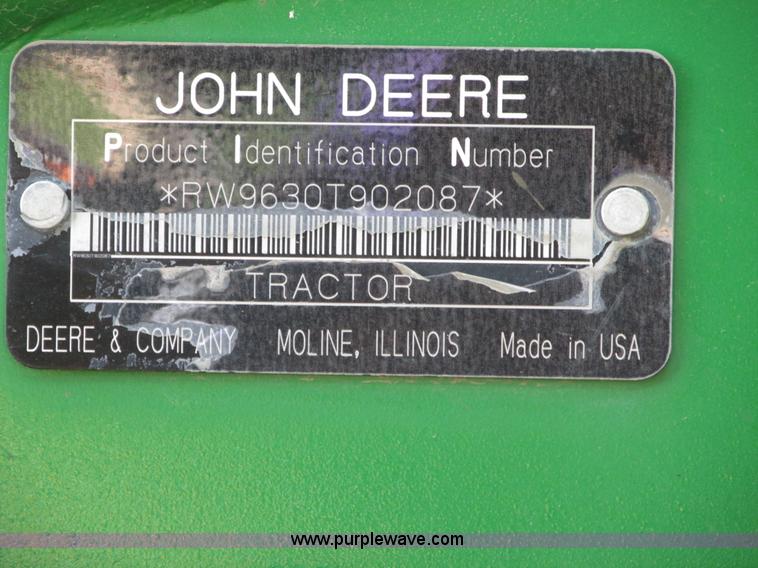 JOHN DEERE
Product Identification Number
*RW9630T902087*
TRACTOR
DEERE & COMPANY MOLINE, ILLINOIS Made in USA
www.purplewave.com